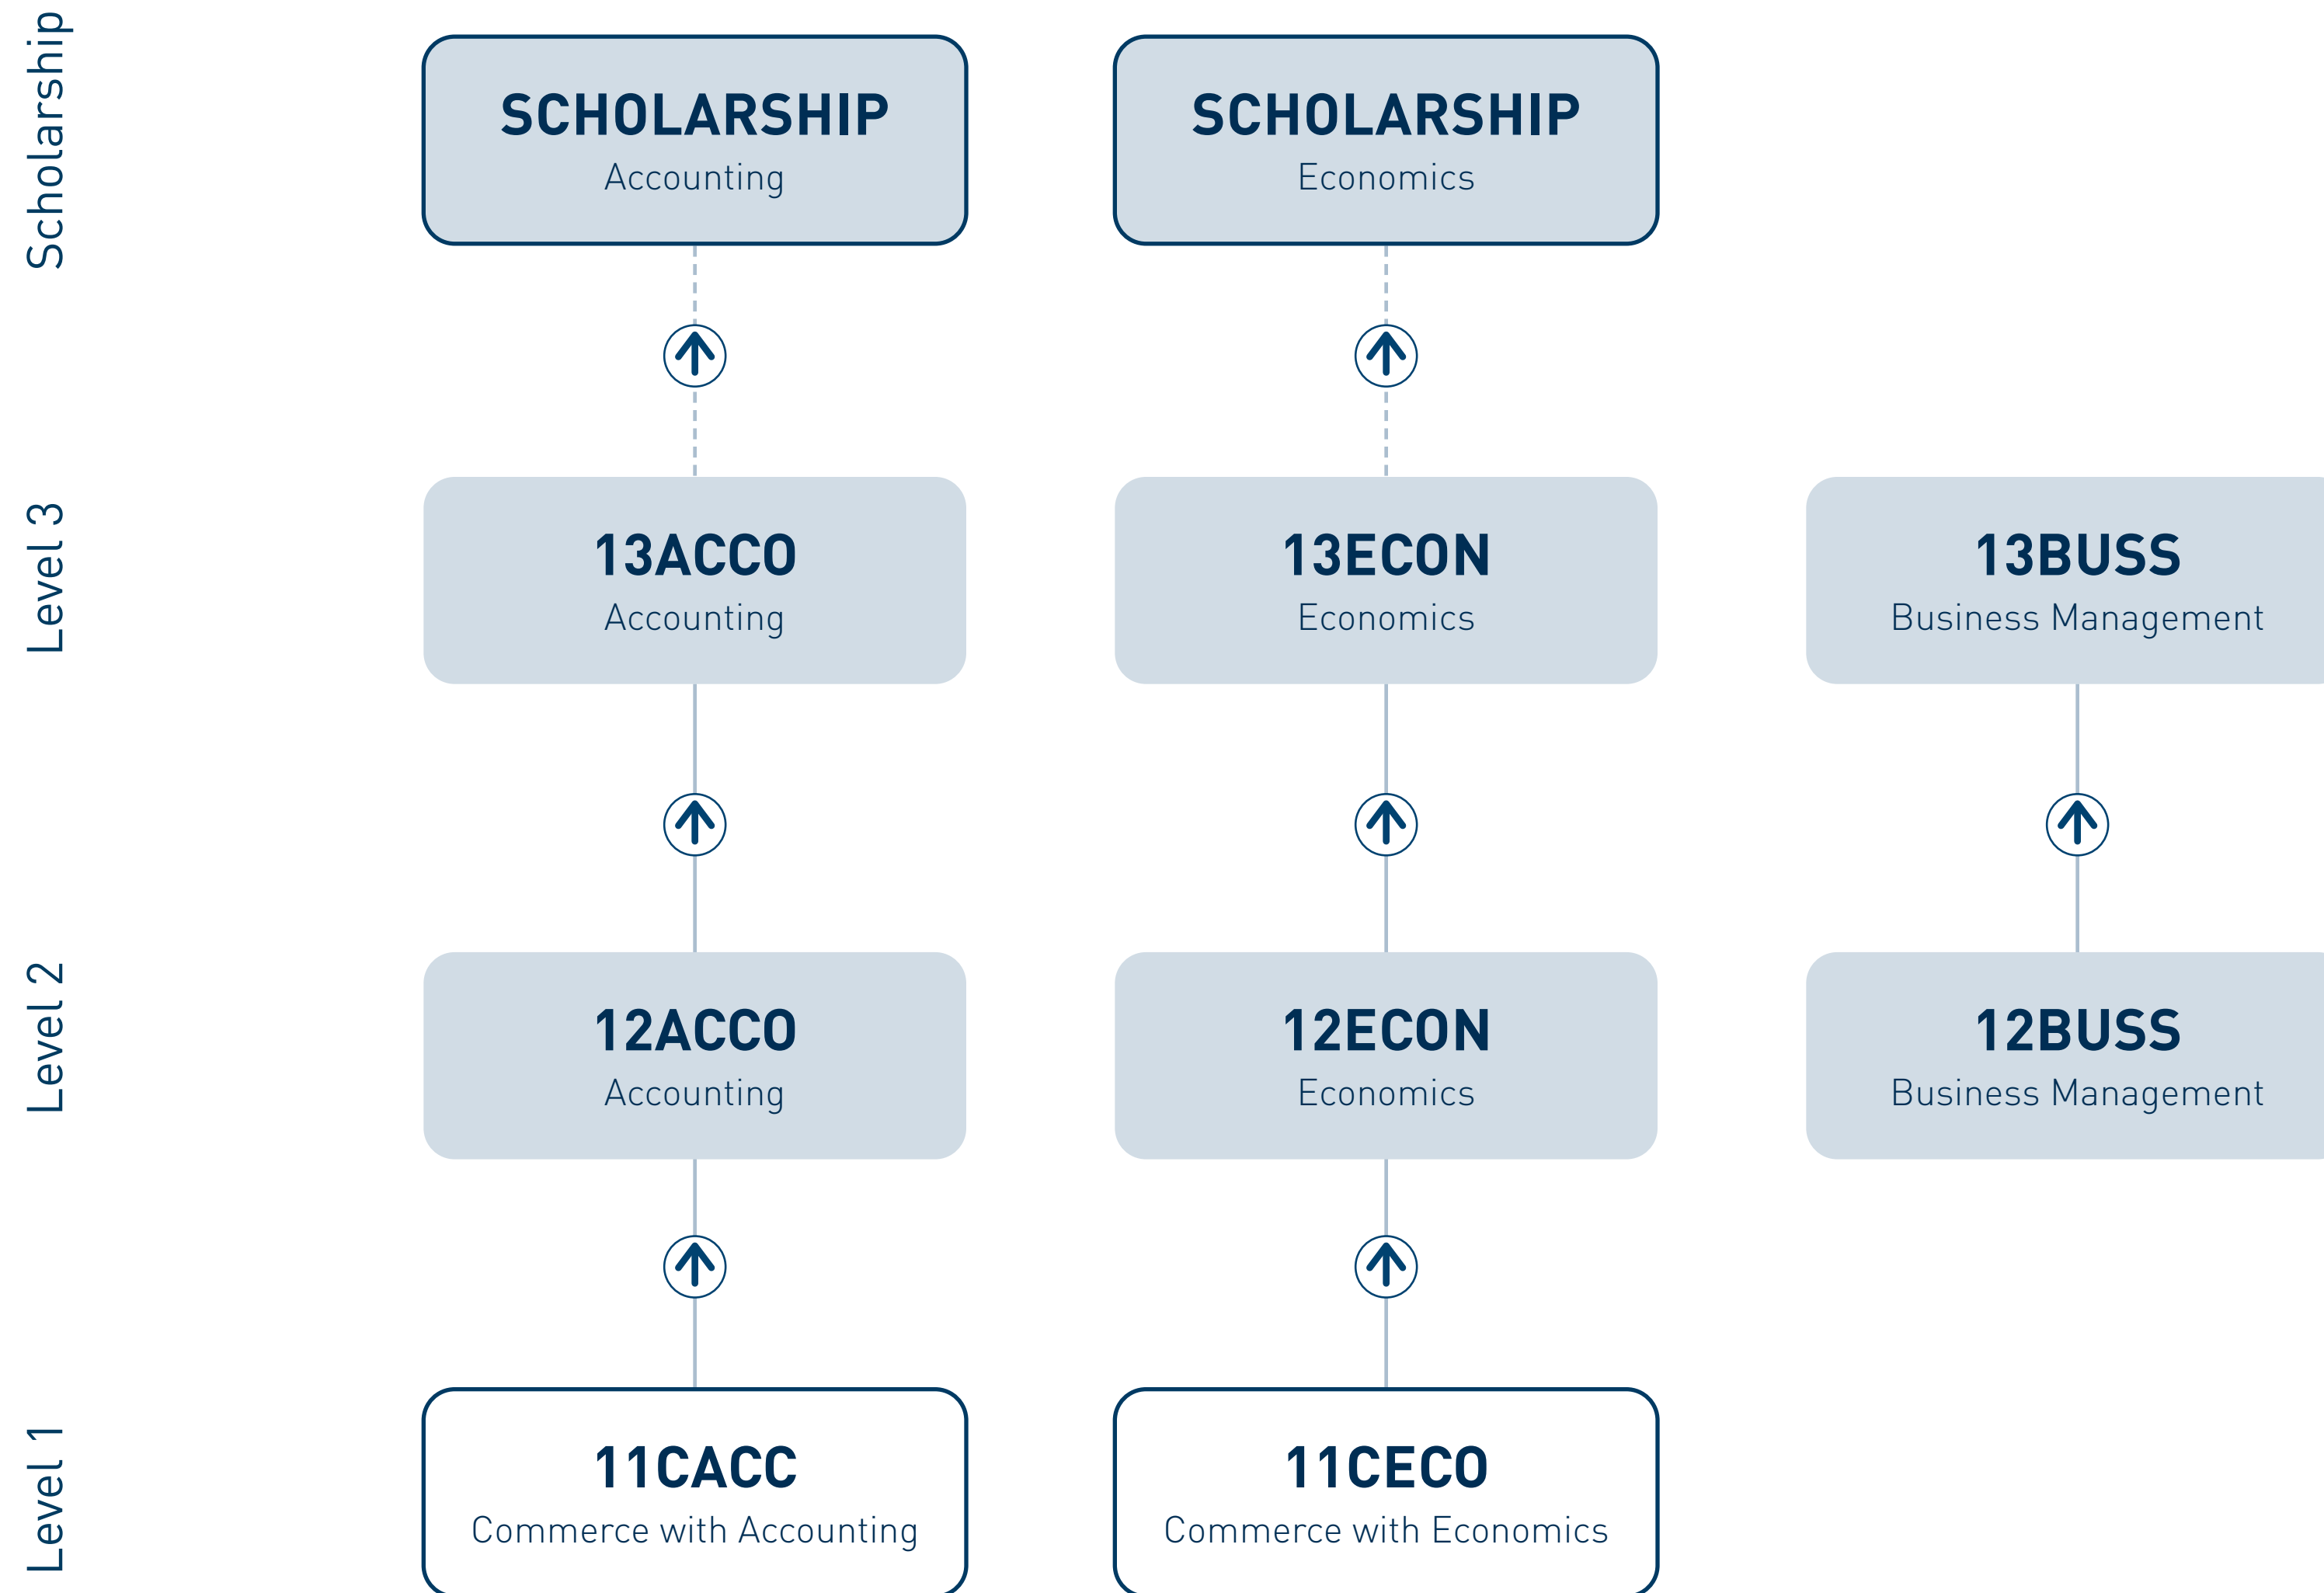 Scholarship
SCHOLARSHIP
Accounting
SCHOLARSHIP
Economics
Level 3
13ACCO
Accounting
13ECON
Economics
13BUSS
Business Management
Level 2
12ACCO
Accounting
12ECON
Economics
12BUSS
Business Management
Level 1
11CACC
Commerce with Accounting
11CECO
Commerce with Economics